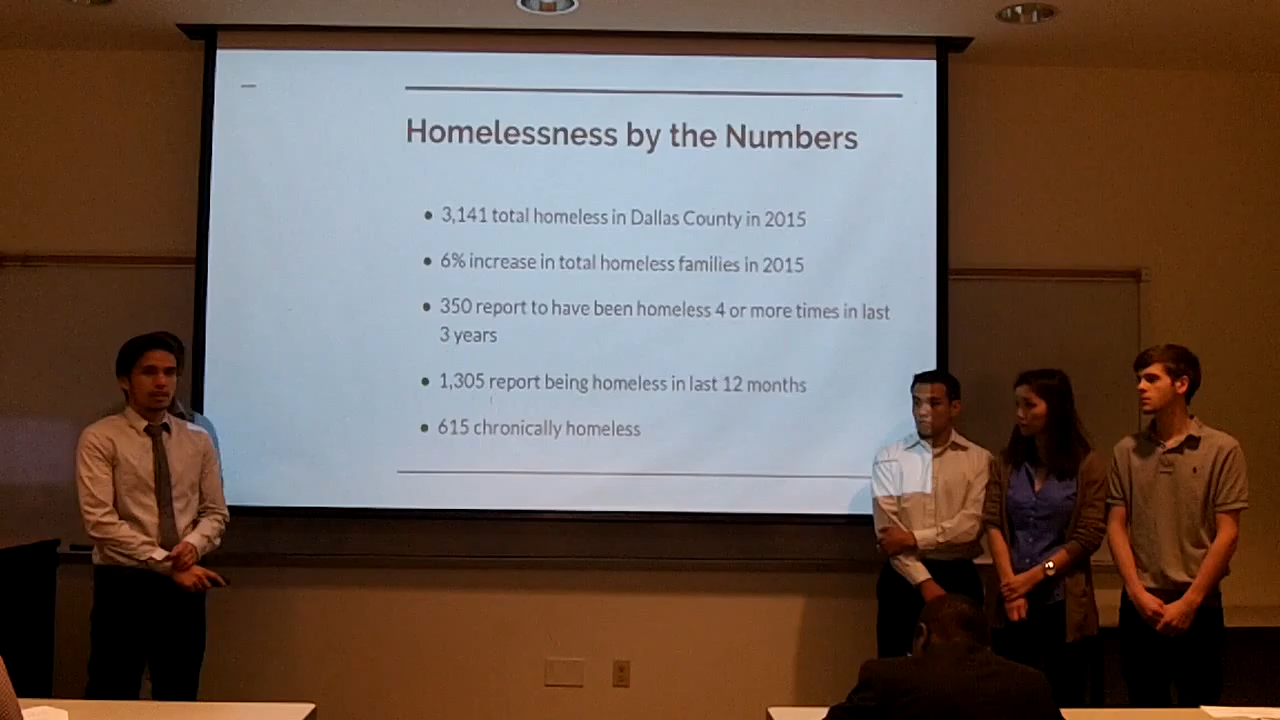 Homelessness by the Numbers
• 3,141 total homeless in Dallas County in 2015
• 6% increase in total homeless families in 2015
• 350 report to have been homeless 4 or more times in last
3 years
• 1,305 report being homeless in last 12 months
• 615 chronically homeless